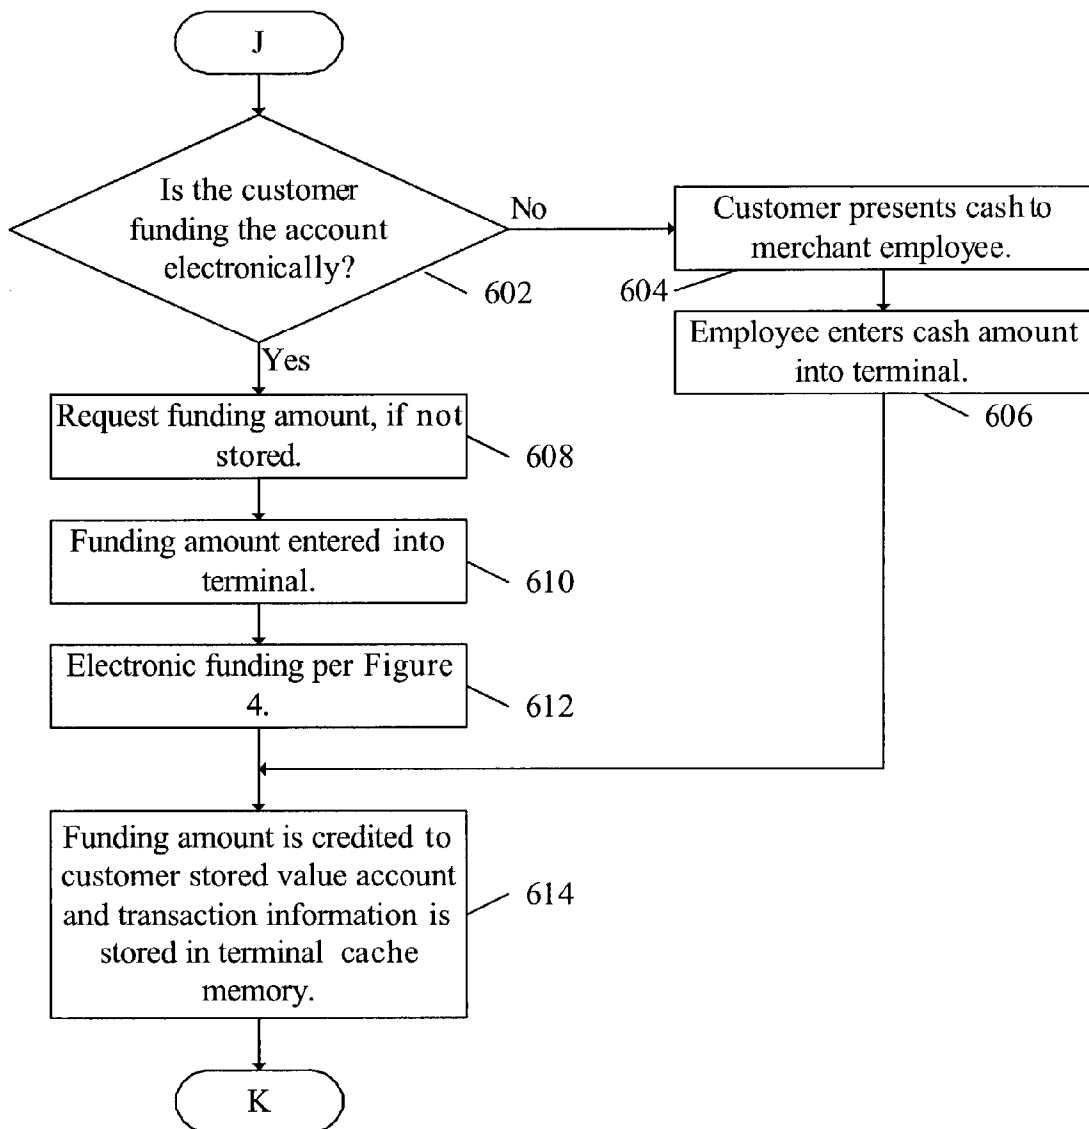 J
Is the customer
funding the account
electronically?
602
No
Customer presents cash to
merchant employee.
604
Employee enters cash amount
into terminal.
606
Yes
Request funding amount, if not
stored.
608
Funding amount entered into
terminal.
610
Electronic funding per Figure
4.
612
Funding amount is credited to
customer stored value account
and transaction information is
stored in terminal cache
memory.
614
K